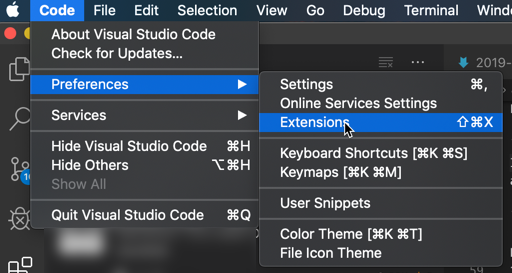 Code File Edit Selection View Go Debug Terminal
About Visual Studio Code
Check for Updates...
Preferences
Services
Hide Visual Studio Code ⌘H
Hide Others ⌥⌘H
Show All
Quit Visual Studio Code ⌘Q
Settings ⌘,
Online Services Settings
Extensions ⇧⌘X
Keyboard Shortcuts [⌘K ⌘S]
Keymaps [⌘K ⌘M]
User Snippets
Color Theme [⌘K ⌘T]
File Icon Theme
2019-
59